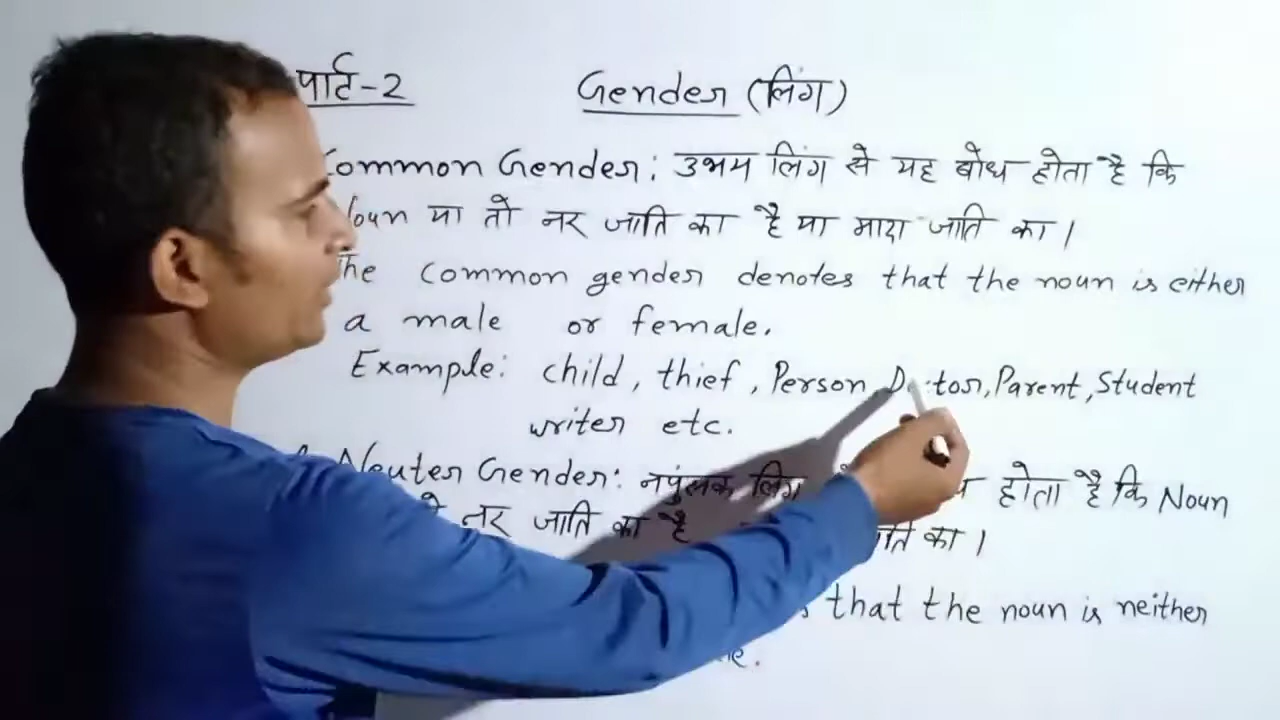 पार्ट-2 Gender (लिंग)
Common Gender: उभय लिंग से यह बोध होता है कि
Noun या तो नर जाति का है या मादा जाति का।
The common gender denotes that the noun is either
a male or female.
Example: child, thief, Person, Doctor, Parent, Student
writer etc.
Neuter Gender: नपुंसक लिंग होता है कि Noun
नर जाति का है जाति का।
that the noun is neither